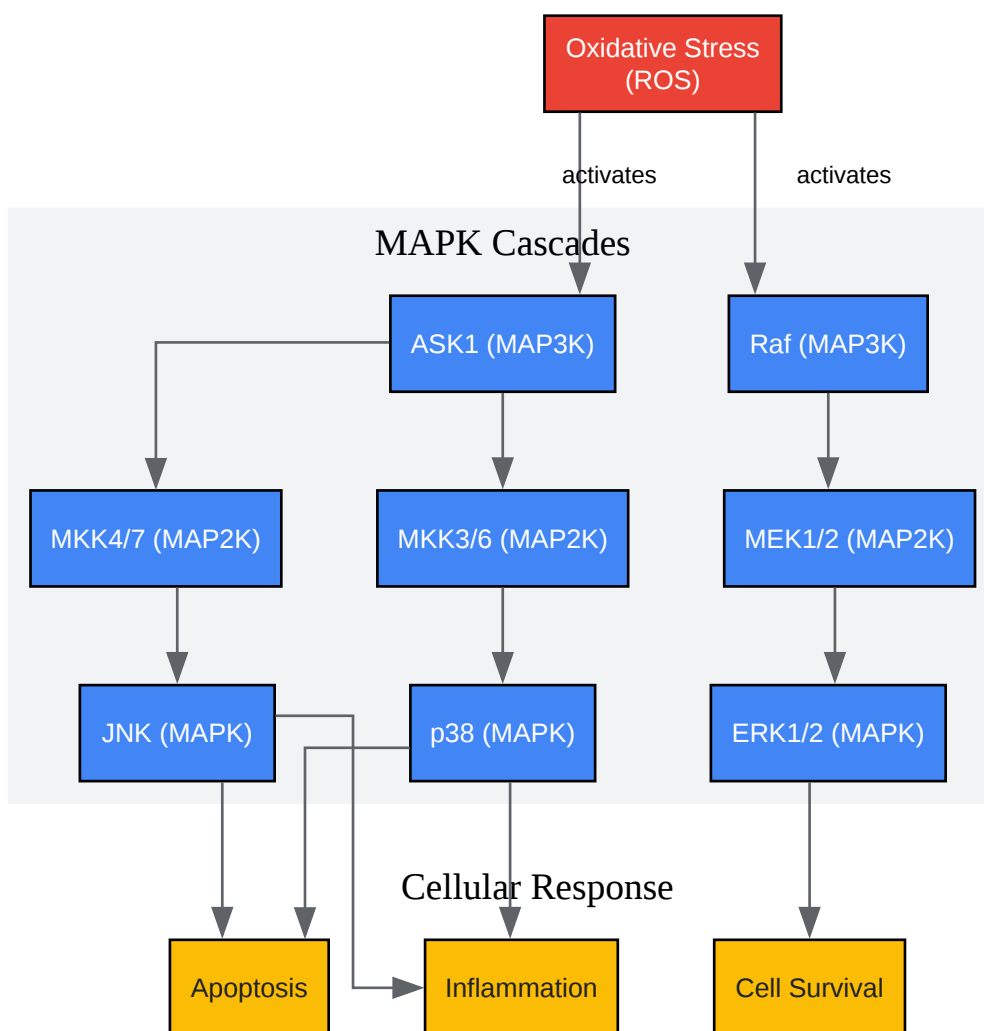 Oxidative Stress
(ROS)
activates
activates
MAPK Cascades
ASK1 (MAP3K)
Raf (MAP3K)
MKK4/7 (MAP2K)
MKK3/6 (MAP2K)
MEK1/2 (MAP2K)
JNK (MAPK)
p38 (MAPK)
ERK1/2 (MAPK)
Cellular Response
Apoptosis
Inflammation
Cell Survival